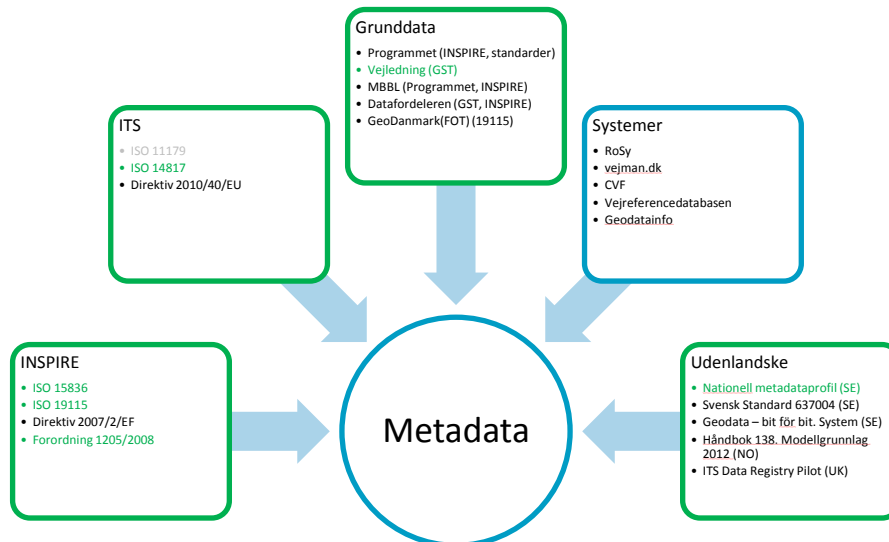 Grunddata
• Programmet (INSPIRE, standarder)
• Vejledning (GST)
• MBBL (Programmet, INSPIRE)
• Datafordeleren (GST, INSPIRE)
• GeoDanmark(FOT) (19115)
ITS
• ISO 11179
• ISO 14817
• Direktiv 2010/40/EU
Systemer
• RoSy
• vejman.dk
• CVF
• Vejreferencedatabasen
• Geodatainfo
INSPIRE
• ISO 15836
• ISO 19115
• Direktiv 2007/2/EF
• Forordning 1205/2008
Metadata
Udenlandske
• Nationell metadataprofil (SE)
• Svensk Standard 637004 (SE)
• Geodata – bit för bit. System (SE)
• Håndbok 138. Modellgrunnlag
2012 (NO)
• ITS Data Registry Pilot (UK)